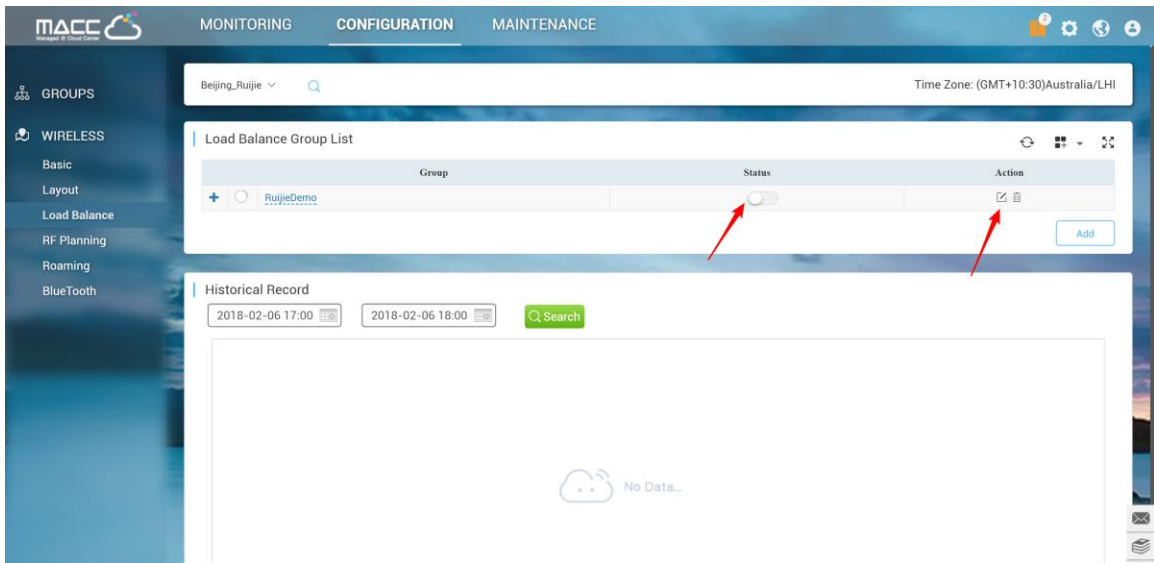 MACC
Managed @ Cloud Center
MONITORING CONFIGURATION MAINTENANCE
2
GROUPS
WIRELESS
Basic
Layout
Load Balance
RF Planning
Roaming
BlueTooth
Beijing_Ruijie
Time Zone: (GMT+10:30)Australia/LHI
Load Balance Group List
Group Status Action
RuijieDemo
Add
Historical Record
2018-02-06 17:00 2018-02-06 18:00 Search
No Data...